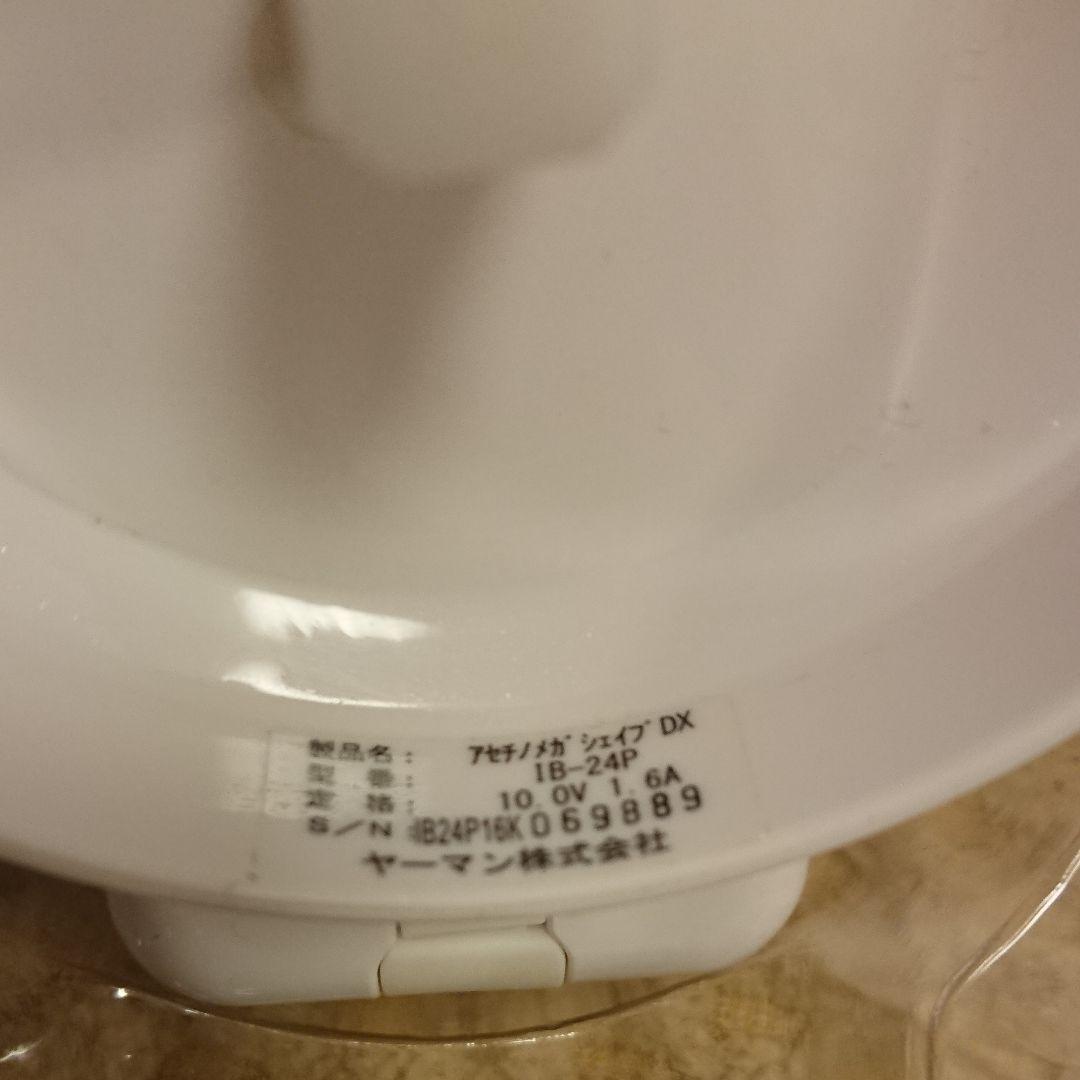 製品名： ｱｾﾁﾉﾒｶﾞｼｪｲﾌﾟDX
型 番： IB-24P
定 格： 10.0V 1.6A
S／N :IB24P16K069889
ヤーマン株式会社